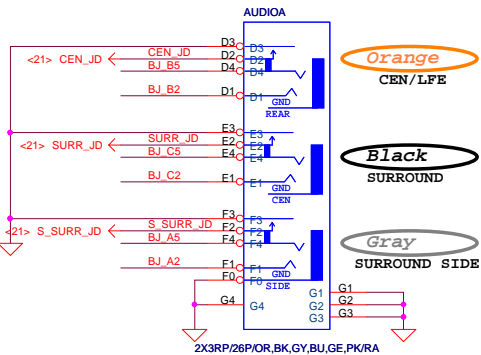 AUDIOA
D3 D3
<21> CEN_JD CEN_JD D2 D2 Orange
BJ_B5 D4 D4 CEN/LFE
BJ_B2 D1 D1
GND
REAR
E3 E3
<21> SURR_JD SURR_JD E2 E2 Black
BJ_C5 E4 E4
SURROUND
BJ_C2 E1 E1
GND
CEN
F3 F3
<21> S_SURR_JD S_SURR_JD F2 F2 Gray
BJ_A5 F4 F4
SURROUND SIDE
BJ_A2 F1 F1
GND
F0 F0
SIDE
G4 G4 G1 G1
G2 G2
G3 G3
2X3RP/26P/OR,BK,GY,BU,GE,PK/RA